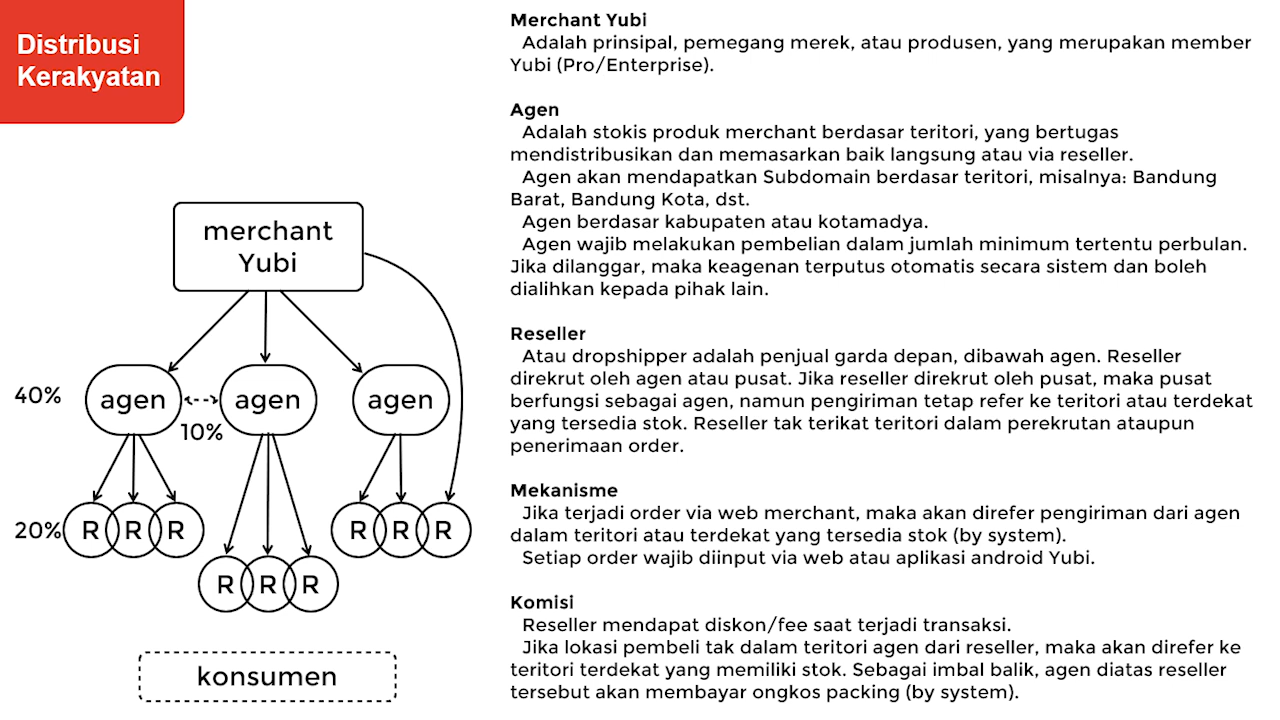 Distribusi
Kerakyatan
merchant
Yubi
40%
agen
agen
agen
10%
20%
R
R
R
R
R
R
R
R
R
konsumen
Merchant Yubi
Adalah prinsipal, pemegang merek, atau produsen, yang merupakan member
Yubi (Pro/Enterprise).
Agen
Adalah stokis produk merchant berdasar teritori, yang bertugas
mendistribusikan dan memasarkan baik langsung atau via reseller.
Agen akan mendapatkan Subdomain berdasar teritori, misalnya: Bandung
Barat, Bandung Kota, dst.
Agen berdasar kabupaten atau kotamadya.
Agen wajib melakukan pembelian dalam jumlah minimum tertentu perbulan.
Jika dilanggar, maka keagenan terputus otomatis secara sistem dan boleh
dialihkan kepada pihak lain.
Reseller
Atau dropshipper adalah penjual garda depan, dibawah agen. Reseller
direkrut oleh agen atau pusat. Jika reseller direkrut oleh pusat, maka pusat
berfungsi sebagai agen, namun pengiriman tetap refer ke teritori atau terdekat
yang tersedia stok. Reseller tak terikat teritori dalam perekrutan ataupun
penerimaan order.
Mekanisme
Jika terjadi order via web merchant, maka akan direfer pengiriman dari agen
dalam teritori atau terdekat yang tersedia stok (by system).
Setiap order wajib diinput via web atau aplikasi android Yubi.
Komisi
Reseller mendapat diskon/fee saat terjadi transaksi.
Jika lokasi pembeli tak dalam teritori agen dari reseller, maka akan direfer ke
teritori terdekat yang memiliki stok. Sebagai imbal balik, agen diatas reseller
tersebut akan membayar ongkos packing (by system).